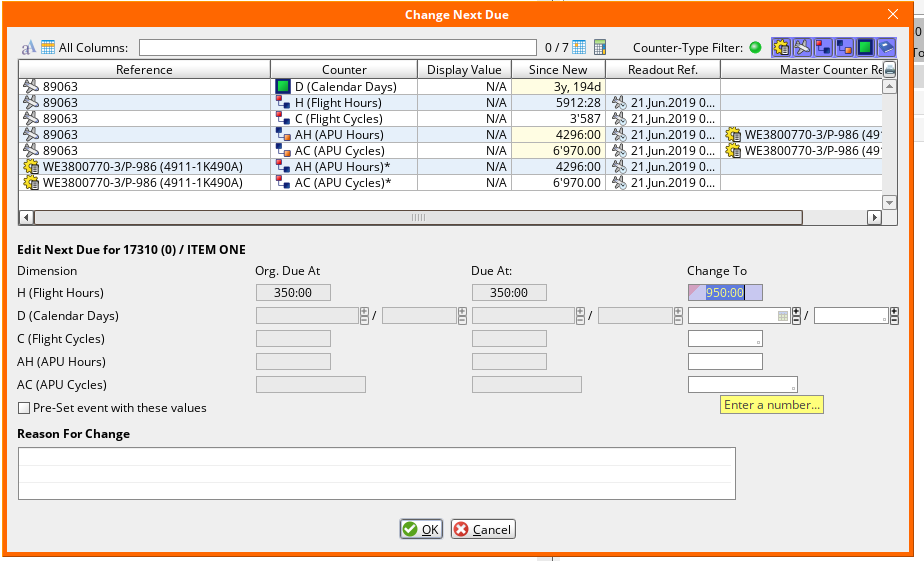 Change Next Due
All Columns: 0 / 7 Counter-Type Filter:
Reference Counter Display Value Since New Readout Ref. Master Counter Re
89063 D (Calendar Days) N/A 3y, 194d
89063 H (Flight Hours) N/A 5912:28 21.Jun.2019 0...
89063 C (Flight Cycles) N/A 3'587 21.Jun.2019 0...
89063 AH (APU Hours) N/A 4296:00 21.Jun.2019 0... WE3800770-3/P-986 (491
89063 AC (APU Cycles) N/A 6'970.00 21.Jun.2019 0... WE3800770-3/P-986 (491
WE3800770-3/P-986 (4911-1K490A) AH (APU Hours)* N/A 4296:00 21.Jun.2019 0...
WE3800770-3/P-986 (4911-1K490A) AC (APU Cycles)* N/A 6'970.00 21.Jun.2019 0...
Edit Next Due for 17310 (0) / ITEM ONE
Dimension Org. Due At Due At: Change To
H (Flight Hours) 350:00 350:00 950:00
D (Calendar Days) / / /
C (Flight Cycles)
AH (APU Hours)
AC (APU Cycles)
Enter a number...
Pre-Set event with these values
Reason For Change
OK Cancel